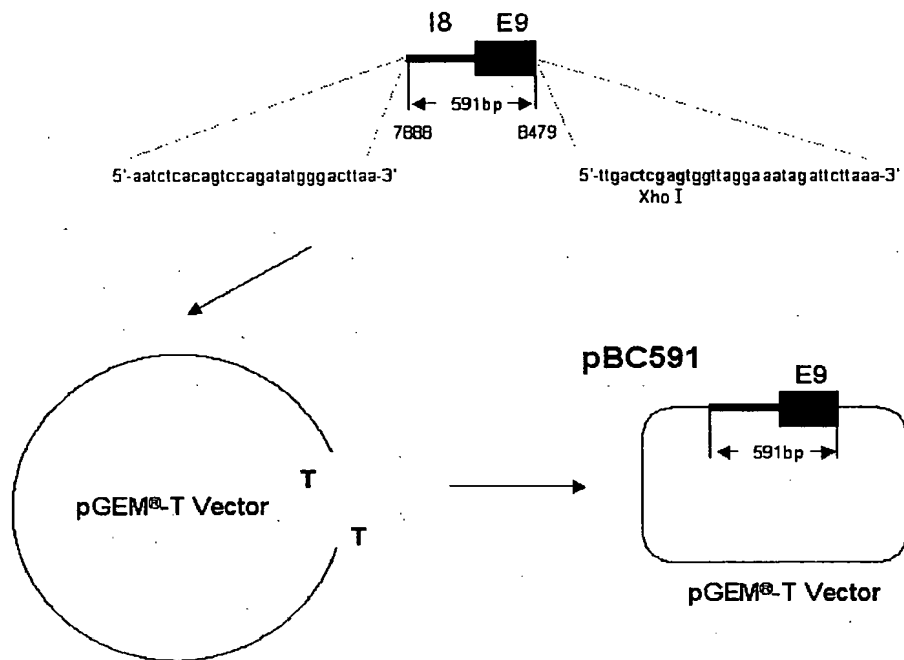 I8 E9
591bp
7888 8479
5'-aatctcacagtccagatatgggacttaa-3' 5'-ttgactcgagtggttaggaaatagattcttaaa-3'
Xho I
pBC591
E9
591bp
T
pGEM®-T Vector
T
pGEM®-T Vector